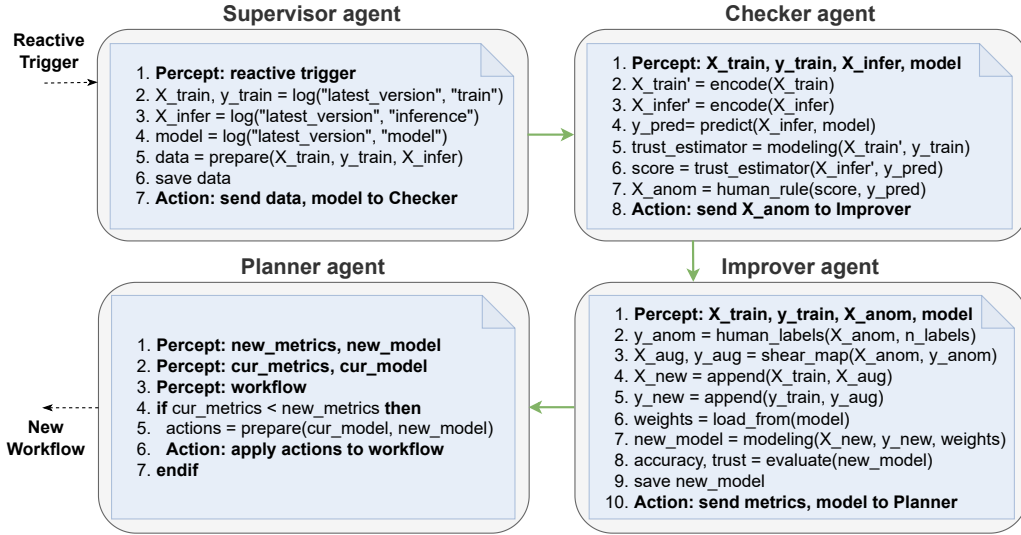 Supervisor agent
Reactive
Trigger
1. Percept: reactive trigger
2. X_train, y_train = log("latest_version", "train")
3. X_infer = log("latest_version", "inference")
4. model = log("latest_version", "model")
5. data = prepare(X_train, y_train, X_infer)
6. save data
7. Action: send data, model to Checker
Checker agent
1. Percept: X_train, y_train, X_infer, model
2. X_train' = encode(X_train)
3. X_infer' = encode(X_infer)
4. y_pred= predict(X_infer, model)
5. trust_estimator = modeling(X_train', y_train)
6. score = trust_estimator(X_infer', y_pred)
7. X_anom = human_rule(score, y_pred)
8. Action: send X_anom to Improver
Improver agent
1. Percept: X_train, y_train, X_anom, model
2. y_anom = human_labels(X_anom, n_labels)
3. X_aug, y_aug = shear_map(X_anom, y_anom)
4. X_new = append(X_train, X_aug)
5. y_new = append(y_train, y_aug)
6. weights = load_from(model)
7. new_model = modeling(X_new, y_new, weights)
8. accuracy, trust = evaluate(new_model)
9. save new_model
10. Action: send metrics, model to Planner
Planner agent
1. Percept: new_metrics, new_model
2. Percept: cur_metrics, cur_model
3. Percept: workflow
4. if cur_metrics < new_metrics then
5. actions = prepare(cur_model, new_model)
6. Action: apply actions to workflow
7. endif
New
Workflow